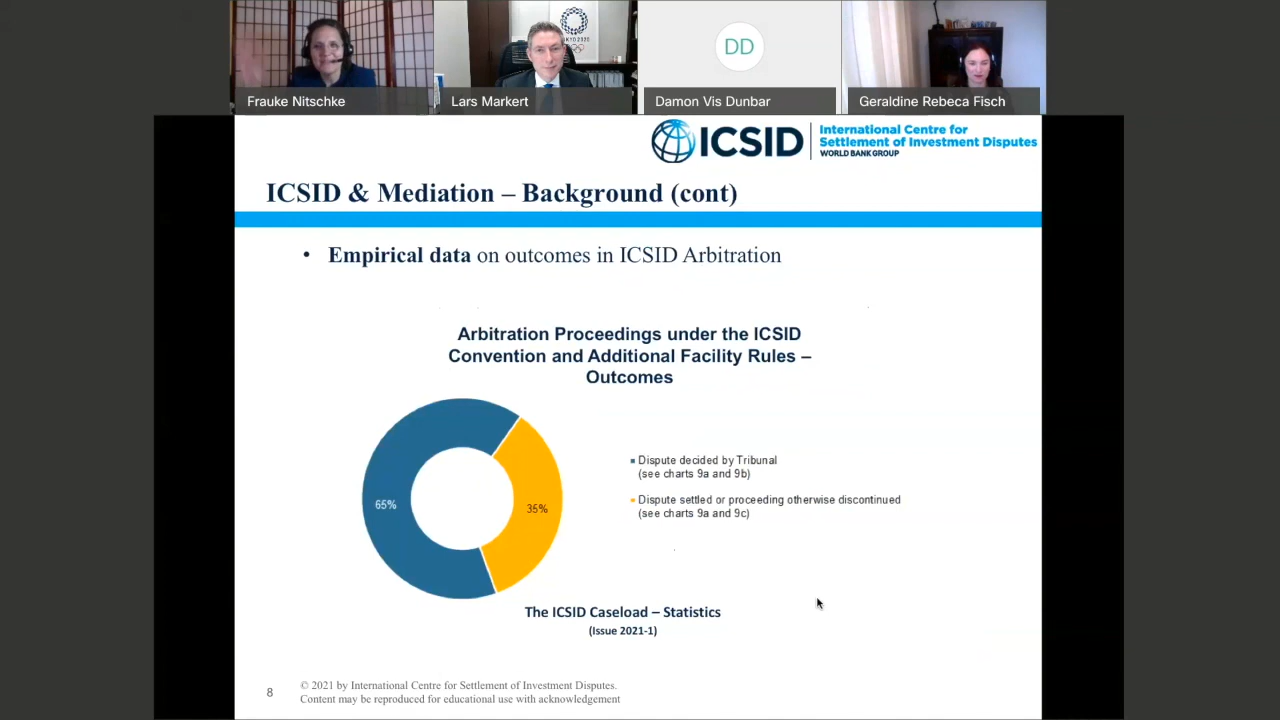 TOKYO 2020
Frauke Nitschke
Lars Markert
DD
Damon Vis Dunbar
Geraldine Rebeca Fisch
ICSID
International Centre for
Settlement of Investment Disputes
WORLD BANK GROUP
ICSID & Mediation – Background (cont)
• Empirical data on outcomes in ICSID Arbitration
Arbitration Proceedings under the ICSID
Convention and Additional Facility Rules –
Outcomes
65%
35%
Dispute decided by Tribunal
(see charts 9a and 9b)
Dispute settled or proceeding otherwise discontinued
(see charts 9a and 9c)
The ICSID Caseload – Statistics
(Issue 2021-1)
8
© 2021 by International Centre for Settlement of Investment Disputes.
Content may be reproduced for educational use with acknowledgement